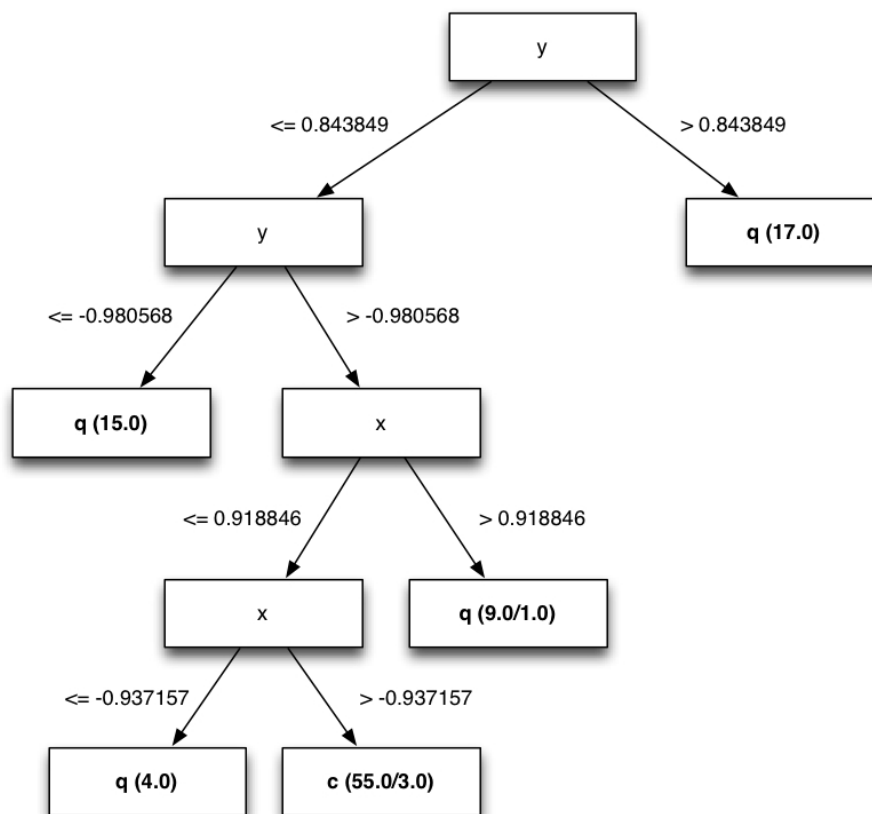 y
<= 0.843849
> 0.843849
y
q (17.0)
<= -0.980568
> -0.980568
q (15.0)
x
<= 0.918846
> 0.918846
x
q (9.0/1.0)
<= -0.937157
> -0.937157
q (4.0)
c (55.0/3.0)